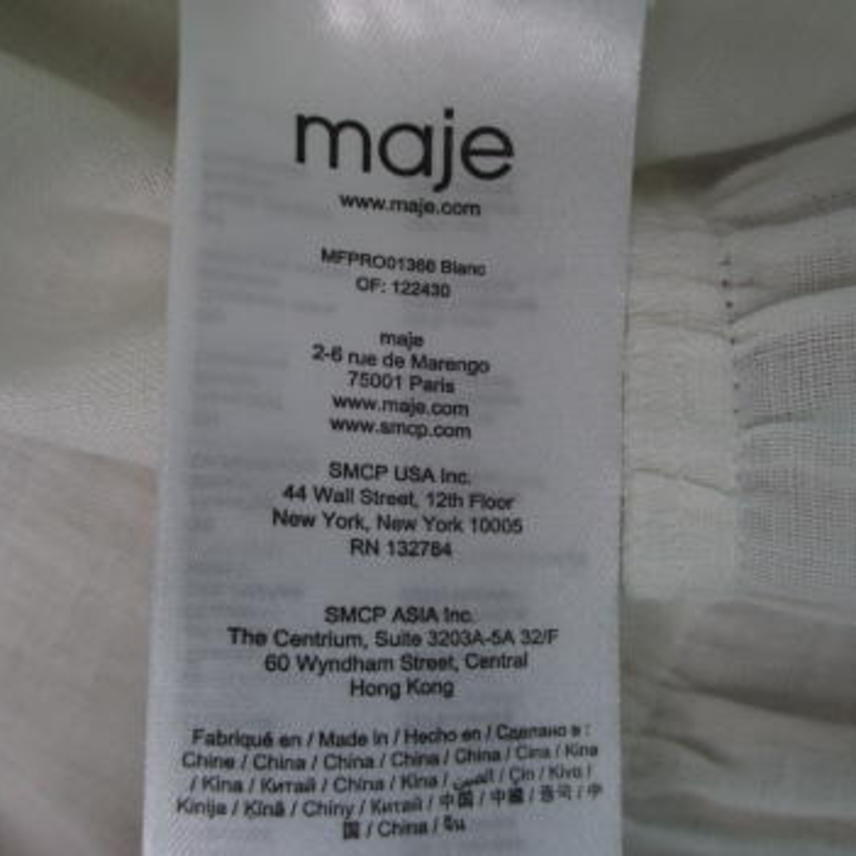 maje
www.maje.com
MFPRO01366 Blanc
OF: 122430
maje
2-6 rue de Marengo
75001 Paris
www.maje.com
www.smcp.com
SMCP USA Inc.
44 Wall Street, 12th Floor
New York, New York 10005
RN 132784
SMCP ASIA Inc.
The Centrium, Suite 3203A-5A 32/F
60 Wyndham Street, Central
Hong Kong
Fabriqué en / Made in / Hecho en / Сделано в :
Chine / China / China / China / China / Cina / Kina
/ Kina / Китай / China / Kina / الصين / Çin / Kivo /
Kinija / Ķīnā / Chiny / Китай / 中国 / 中國 / 중국 / 中
国 / China / จีน